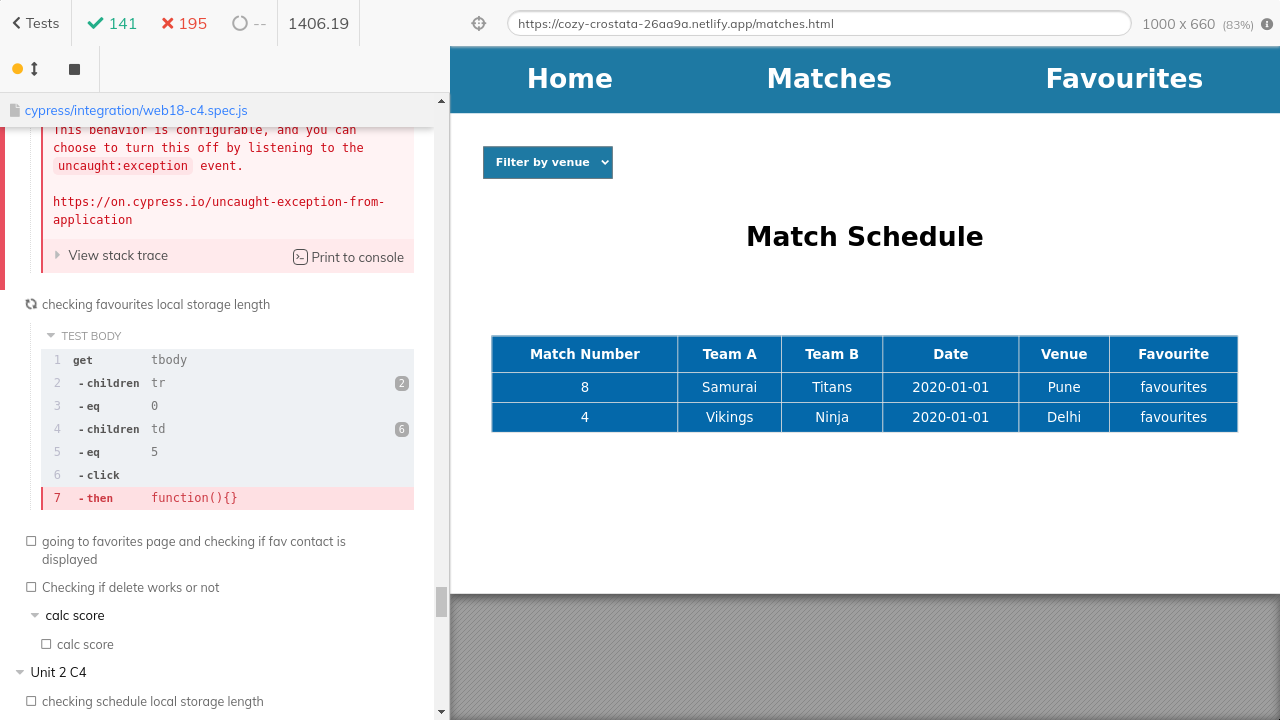 Tests
141
195
--
1406.19
https://cozy-crostata-26aa9a.netlify.app/matches.html
1000 x 660 (83%)
cypress/integration/web18-c4.spec.js
This behavior is configurable, and you can
choose to turn this off by listening to the
uncaught:exception event.
https://on.cypress.io/uncaught-exception-from-
application
View stack trace
Print to console
checking favourites local storage length
TEST BODY
1 get tbody
2 -children tr 2
3 -eq 0
4 -children td 6
5 -eq 5
6 -click
7 -then function(){}
going to favorites page and checking if fav contact is
displayed
Checking if delete works or not
calc score
calc score
Unit 2 C4
checking schedule local storage length
Home Matches Favourites
Filter by venue
Match Schedule
Match Number Team A Team B Date Venue Favourite
8 Samurai Titans 2020-01-01 Pune favourites
4 Vikings Ninja 2020-01-01 Delhi favourites